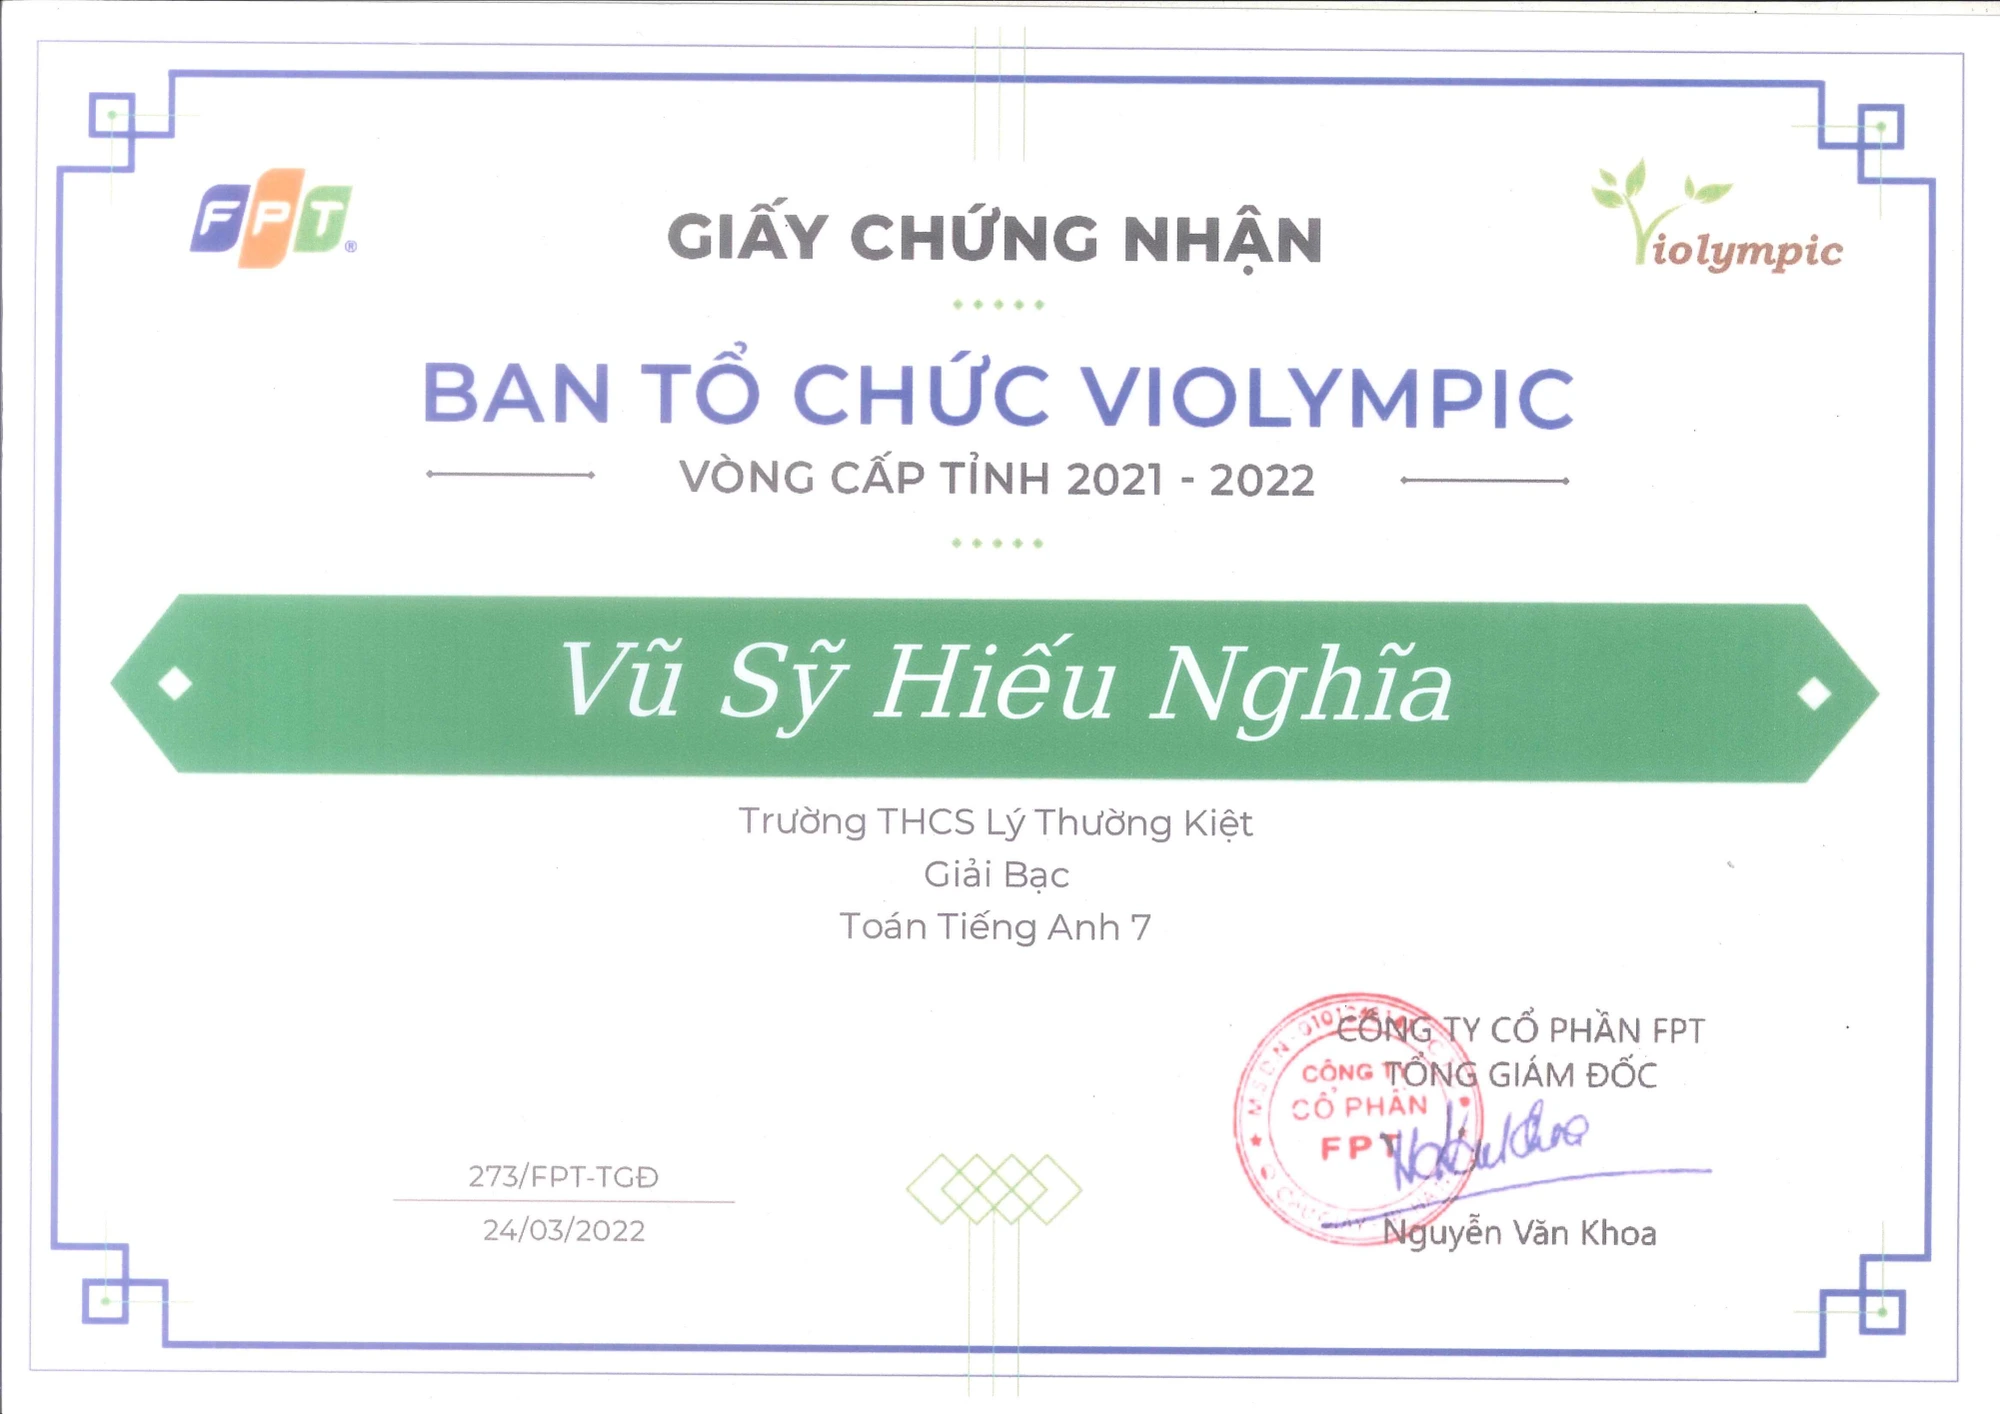 FPT®
Violympic
GIẤY CHỨNG NHẬN
BAN TỔ CHỨC VIOLYMPIC
VÒNG CẤP TỈNH 2021 - 2022
Vũ Sỹ Hiếu Nghĩa
Trường THCS Lý Thường Kiệt
Giải Bạc
Toán Tiếng Anh 7
CÔNG TY CỔ PHẦN FPT
TỔNG GIÁM ĐỐC
CÔNG TY
CỔ PHẦN
FPT
273/FPT-TGĐ
24/03/2022
Nguyễn Văn Khoa